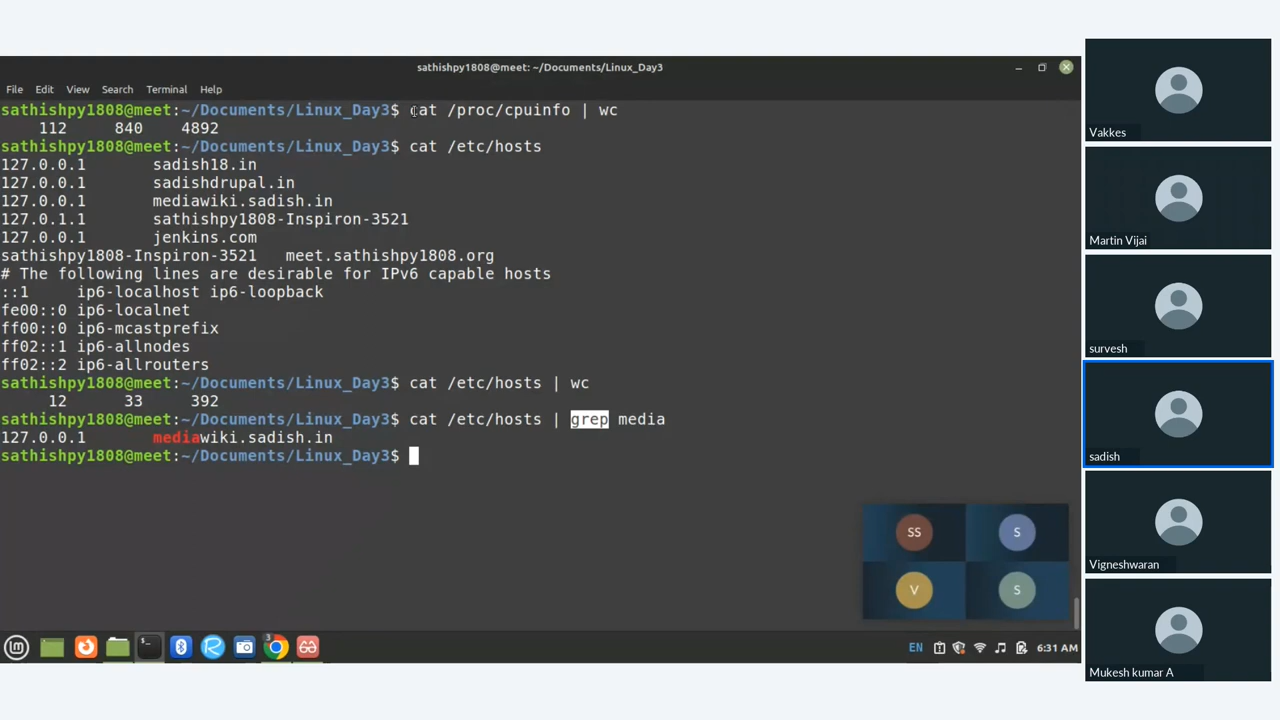 sathishpy1808@meet: ~/Documents/Linux_Day3
File Edit View Search Terminal Help
sathishpy1808@meet:~/Documents/Linux_Day3$ cat /proc/cpuinfo | wc
112 840 4892
sathishpy1808@meet:~/Documents/Linux_Day3$ cat /etc/hosts
127.0.0.1 sadish18.in
127.0.0.1 sadishdrupal.in
127.0.0.1 mediawiki.sadish.in
127.0.1.1 sathishpy1808-Inspiron-3521
127.0.0.1 jenkins.com
sathishpy1808-Inspiron-3521 meet.sathishpy1808.org
# The following lines are desirable for IPv6 capable hosts
::1 ip6-localhost ip6-loopback
fe00::0 ip6-localnet
ff00::0 ip6-mcastprefix
ff02::1 ip6-allnodes
ff02::2 ip6-allrouters
sathishpy1808@meet:~/Documents/Linux_Day3$ cat /etc/hosts | wc
12 33 392
sathishpy1808@meet:~/Documents/Linux_Day3$ cat /etc/hosts | grep media
127.0.0.1 mediawiki.sadish.in
sathishpy1808@meet:~/Documents/Linux_Day3$
SS S
V S
3
EN 6:31 AM
Vakkes
Martin Vijai
survesh
sadish
Vigneshwaran
Mukesh kumar A